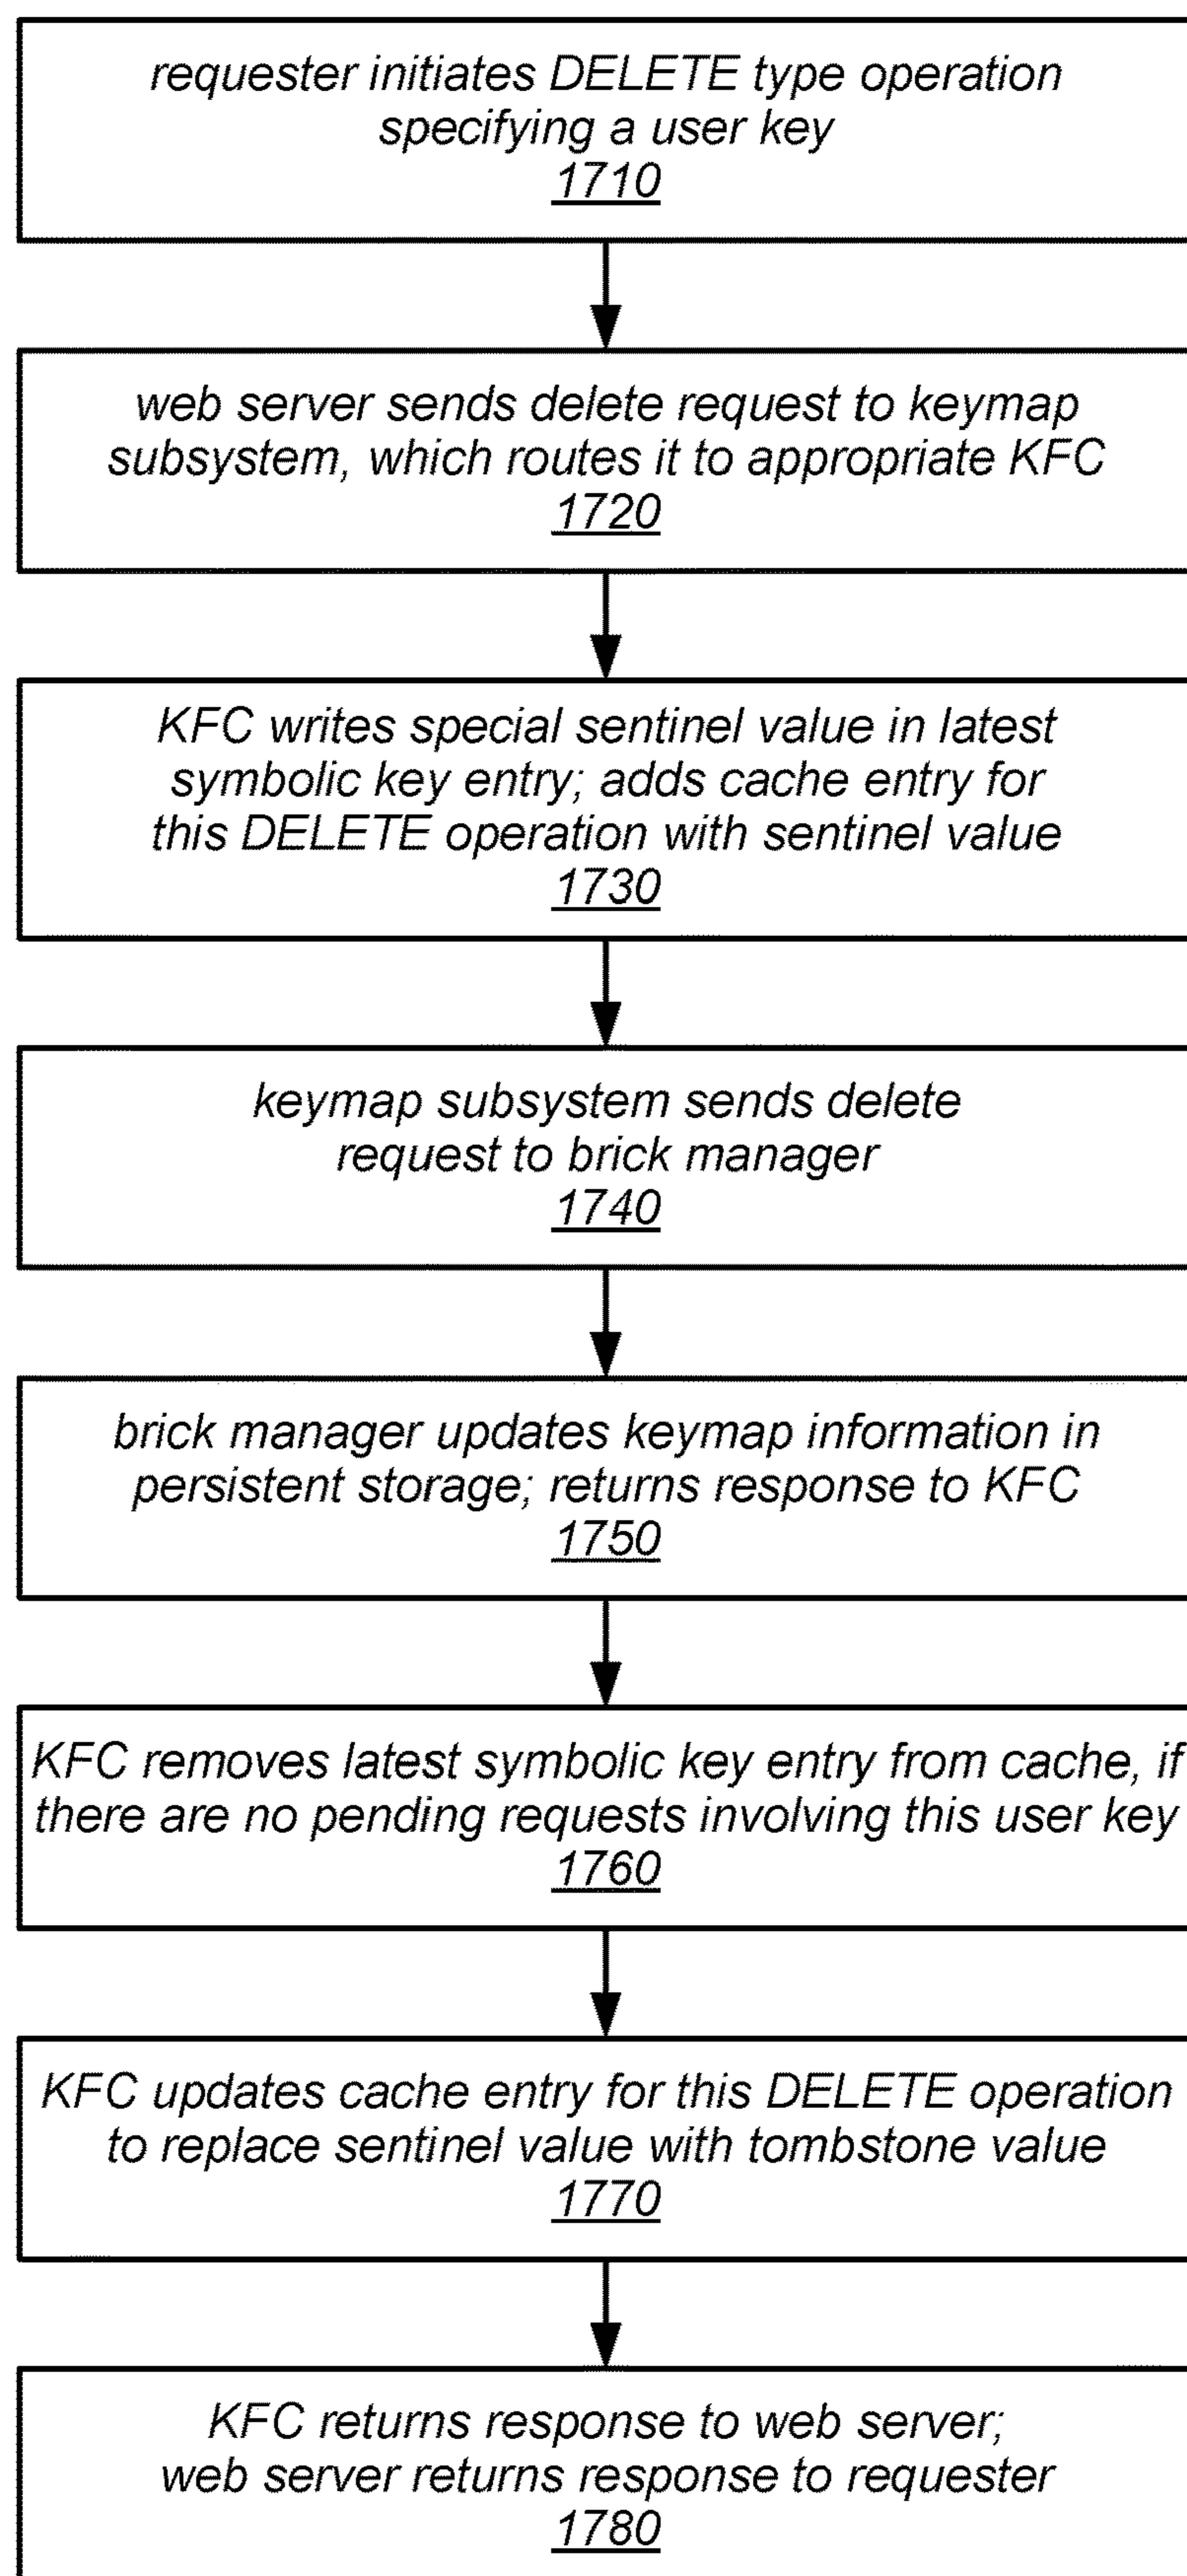 requester initiates DELETE type operation
specifying a user key
1710
web server sends delete request to keymap
subsystem, which routes it to appropriate KFC
1720
KFC writes special sentinel value in latest
symbolic key entry; adds cache entry for
this DELETE operation with sentinel value
1730
keymap subsystem sends delete
request to brick manager
1740
brick manager updates keymap information in
persistent storage; returns response to KFC
1750
KFC removes latest symbolic key entry from cache, if
there are no pending requests involving this user key
1760
KFC updates cache entry for this DELETE operation
to replace sentinel value with tombstone value
1770
KFC returns response to web server;
web server returns response to requester
1780